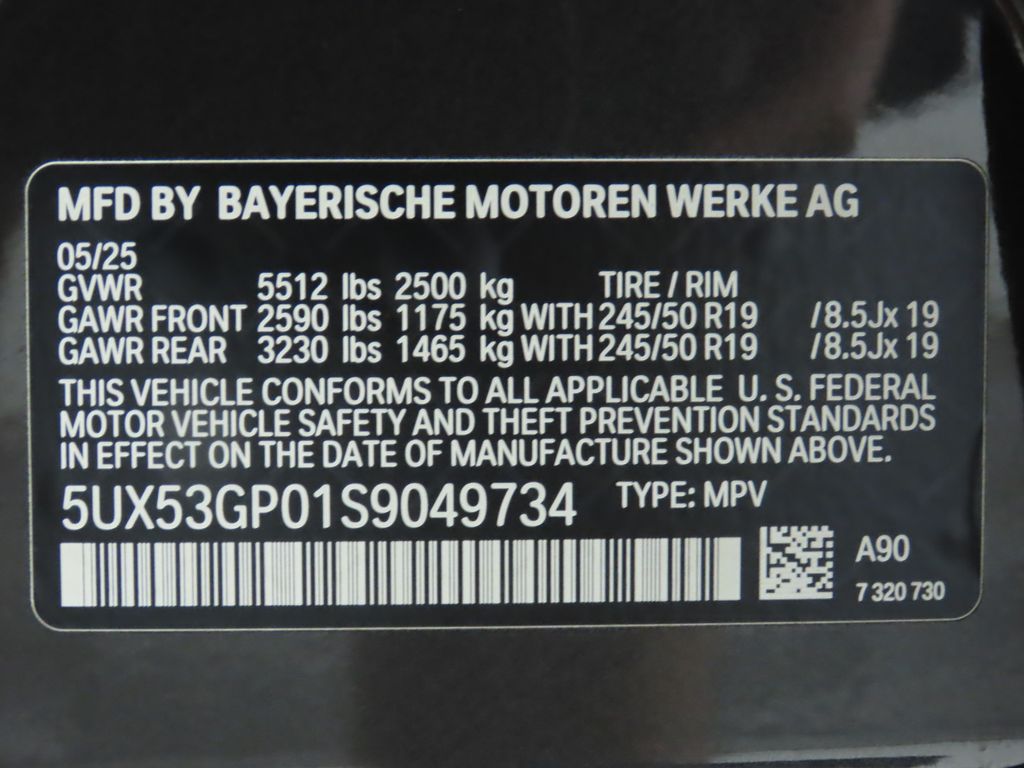 MFD BY BAYERISCHE MOTOREN WERKE AG
05/25
GVWR 5512 lbs 2500 kg TIRE / RIM
GAWR FRONT 2590 lbs 1175 kg WITH 245/50 R19 /8.5Jx 19
GAWR REAR 3230 lbs 1465 kg WITH 245/50 R19 /8.5Jx 19
THIS VEHICLE CONFORMS TO ALL APPLICABLE U. S. FEDERAL
MOTOR VEHICLE SAFETY AND THEFT PREVENTION STANDARDS
IN EFFECT ON THE DATE OF MANUFACTURE SHOWN ABOVE.
5UX53GP01S9049734 TYPE: MPV
A90
7 320 730